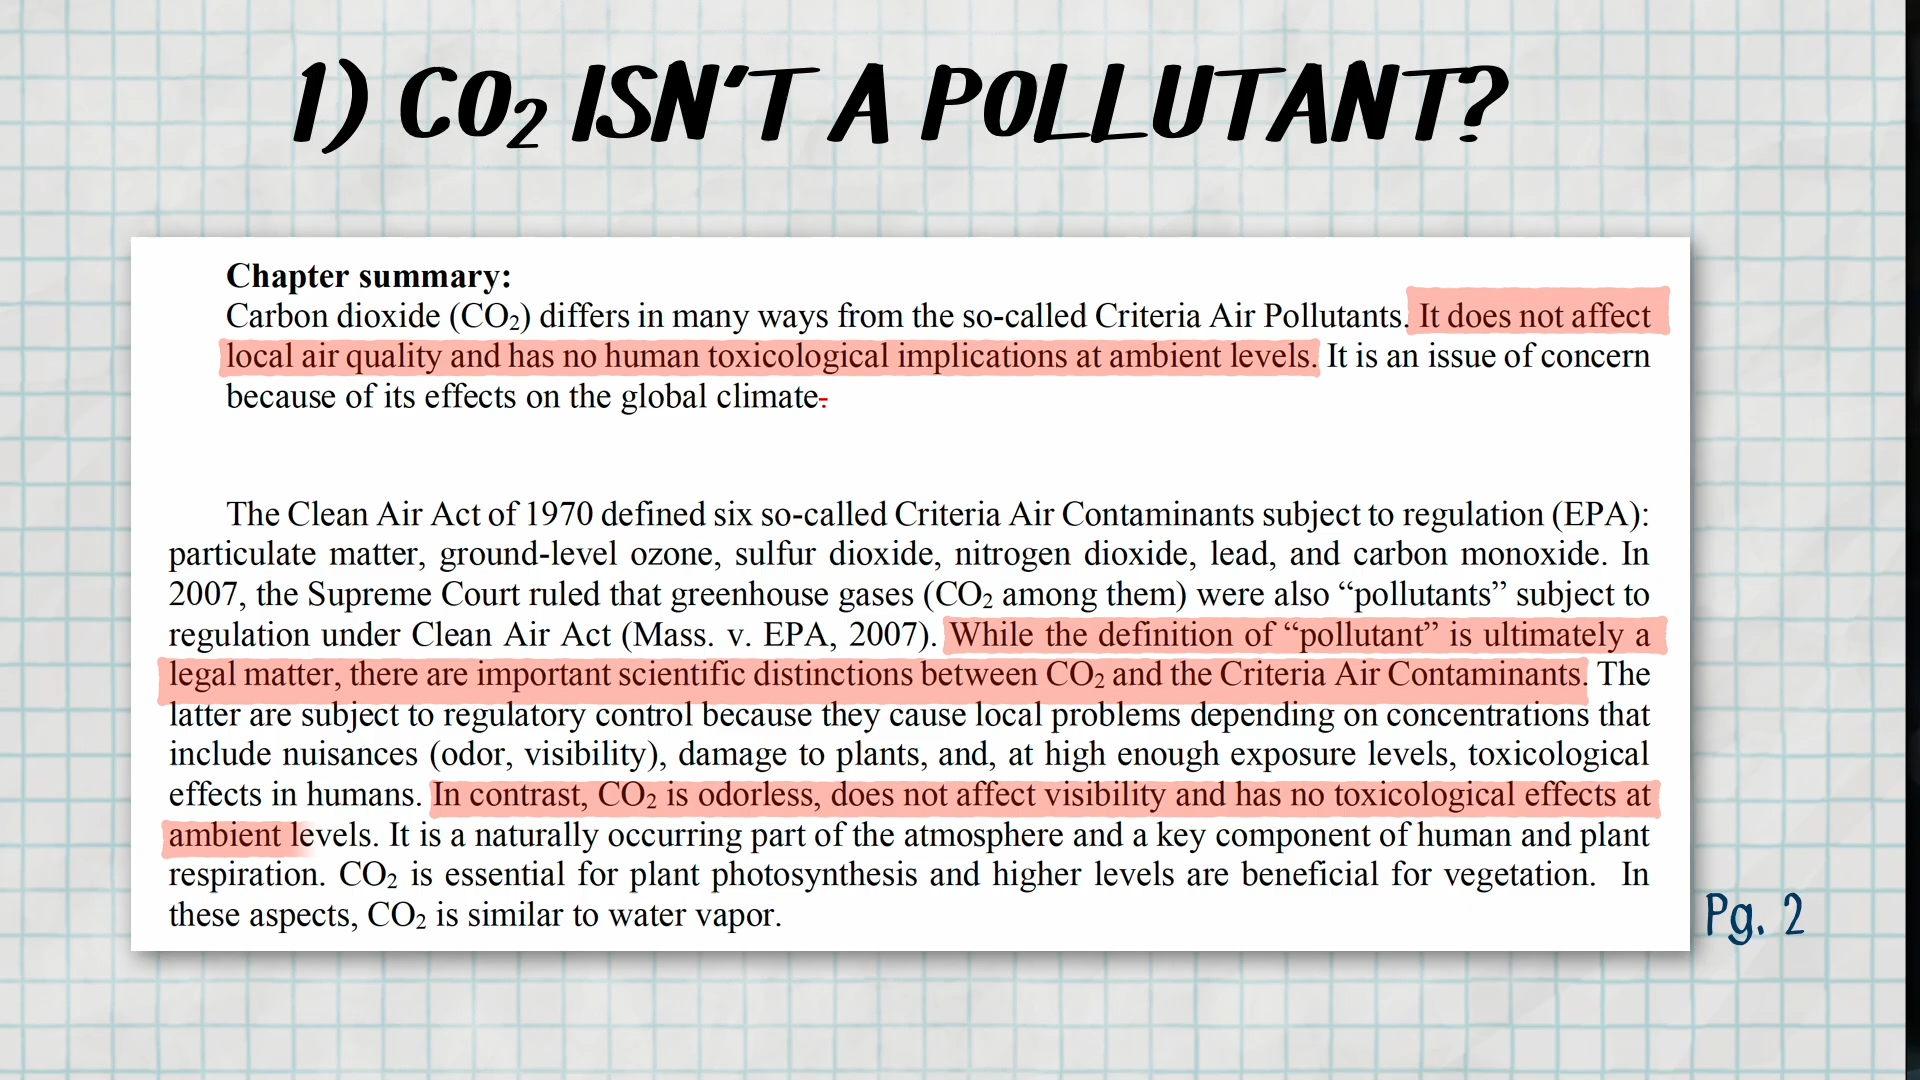 1) CO₂ ISN'T A POLLUTANT?
Chapter summary:
Carbon dioxide (CO₂) differs in many ways from the so-called Criteria Air Pollutants. It does not affect
local air quality and has no human toxicological implications at ambient levels. It is an issue of concern
because of its effects on the global climate.
The Clean Air Act of 1970 defined six so-called Criteria Air Contaminants subject to regulation (EPA):
particulate matter, ground-level ozone, sulfur dioxide, nitrogen dioxide, lead, and carbon monoxide. In
2007, the Supreme Court ruled that greenhouse gases (CO₂ among them) were also “pollutants” subject to
regulation under Clean Air Act (Mass. v. EPA, 2007). While the definition of “pollutant” is ultimately a
legal matter, there are important scientific distinctions between CO₂ and the Criteria Air Contaminants. The
latter are subject to regulatory control because they cause local problems depending on concentrations that
include nuisances (odor, visibility), damage to plants, and, at high enough exposure levels, toxicological
effects in humans. In contrast, CO₂ is odorless, does not affect visibility and has no toxicological effects at
ambient levels. It is a naturally occurring part of the atmosphere and a key component of human and plant
respiration. CO₂ is essential for plant photosynthesis and higher levels are beneficial for vegetation. In
these aspects, CO₂ is similar to water vapor.
Pg. 2